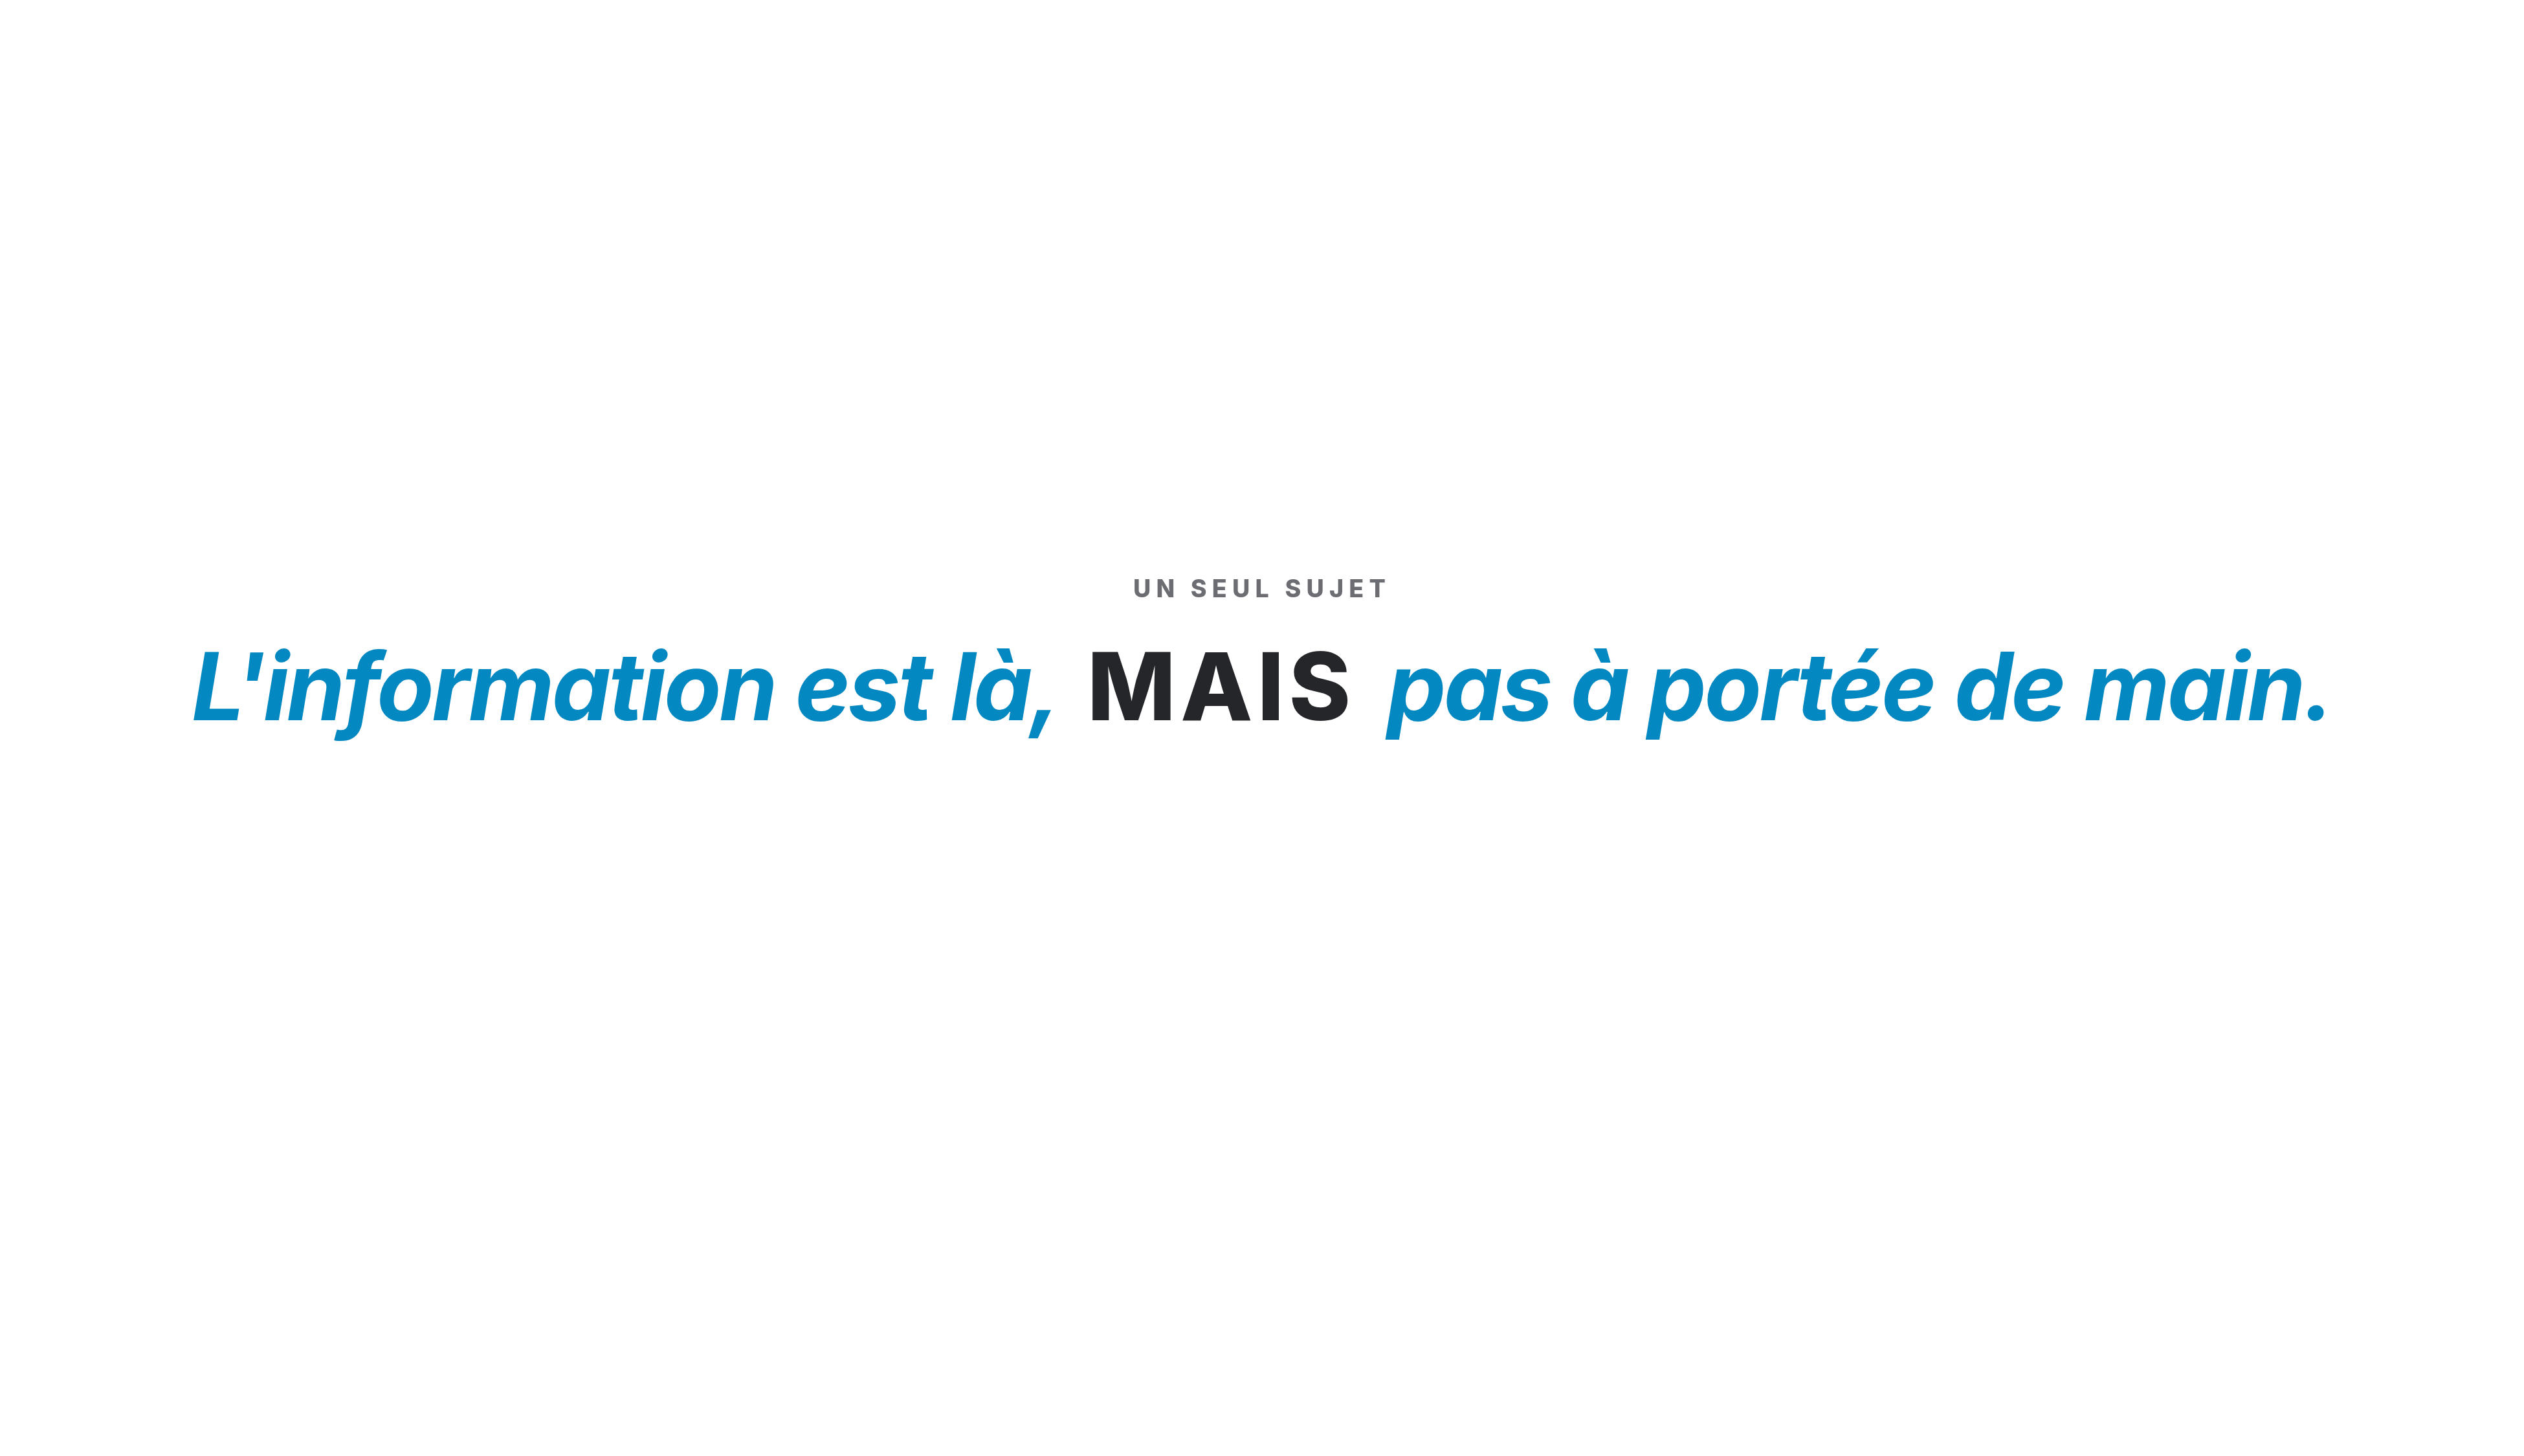 UN SEUL SUJET
L'information est là, MAIS pas à portée de main.